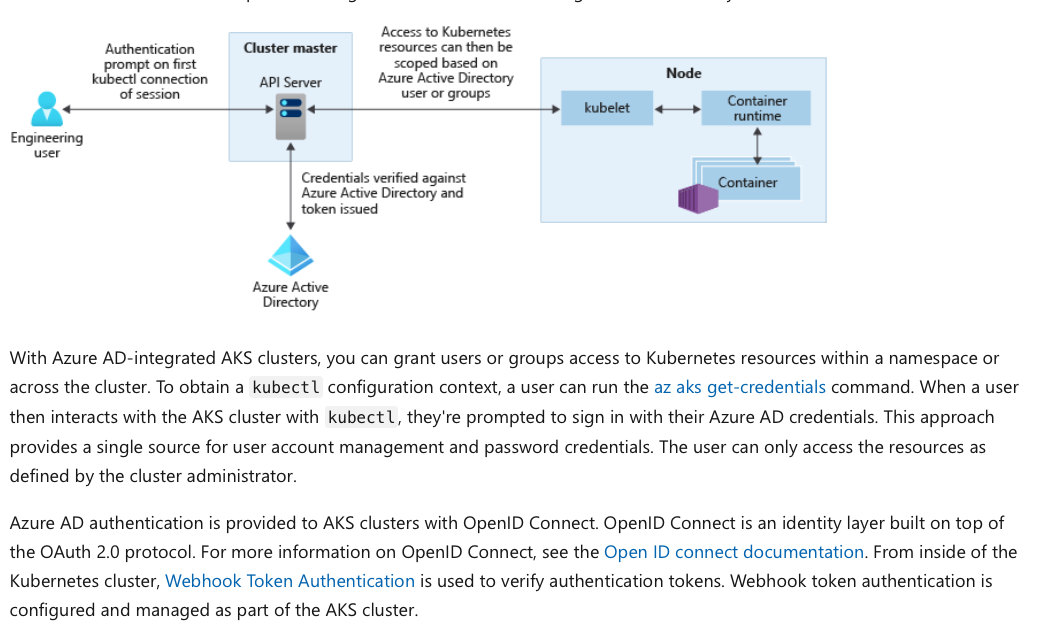 Authentication
prompt on first
kubectl connection
of session
Cluster master
API Server
Access to Kubernetes
resources can then be
scoped based on
Azure Active Directory
user or groups
Node
kubelet
Container
runtime
Container
Engineering
user
Credentials verified against
Azure Active Directory and
token issued
Azure Active
Directory
With Azure AD-integrated AKS clusters, you can grant users or groups access to Kubernetes resources within a namespace or
across the cluster. To obtain a kubectl configuration context, a user can run the az aks get-credentials command. When a user
then interacts with the AKS cluster with kubectl, they're prompted to sign in with their Azure AD credentials. This approach
provides a single source for user account management and password credentials. The user can only access the resources as
defined by the cluster administrator.
Azure AD authentication is provided to AKS clusters with OpenID Connect. OpenID Connect is an identity layer built on top of
the OAuth 2.0 protocol. For more information on OpenID Connect, see the Open ID connect documentation. From inside of the
Kubernetes cluster, Webhook Token Authentication is used to verify authentication tokens. Webhook token authentication is
configured and managed as part of the AKS cluster.